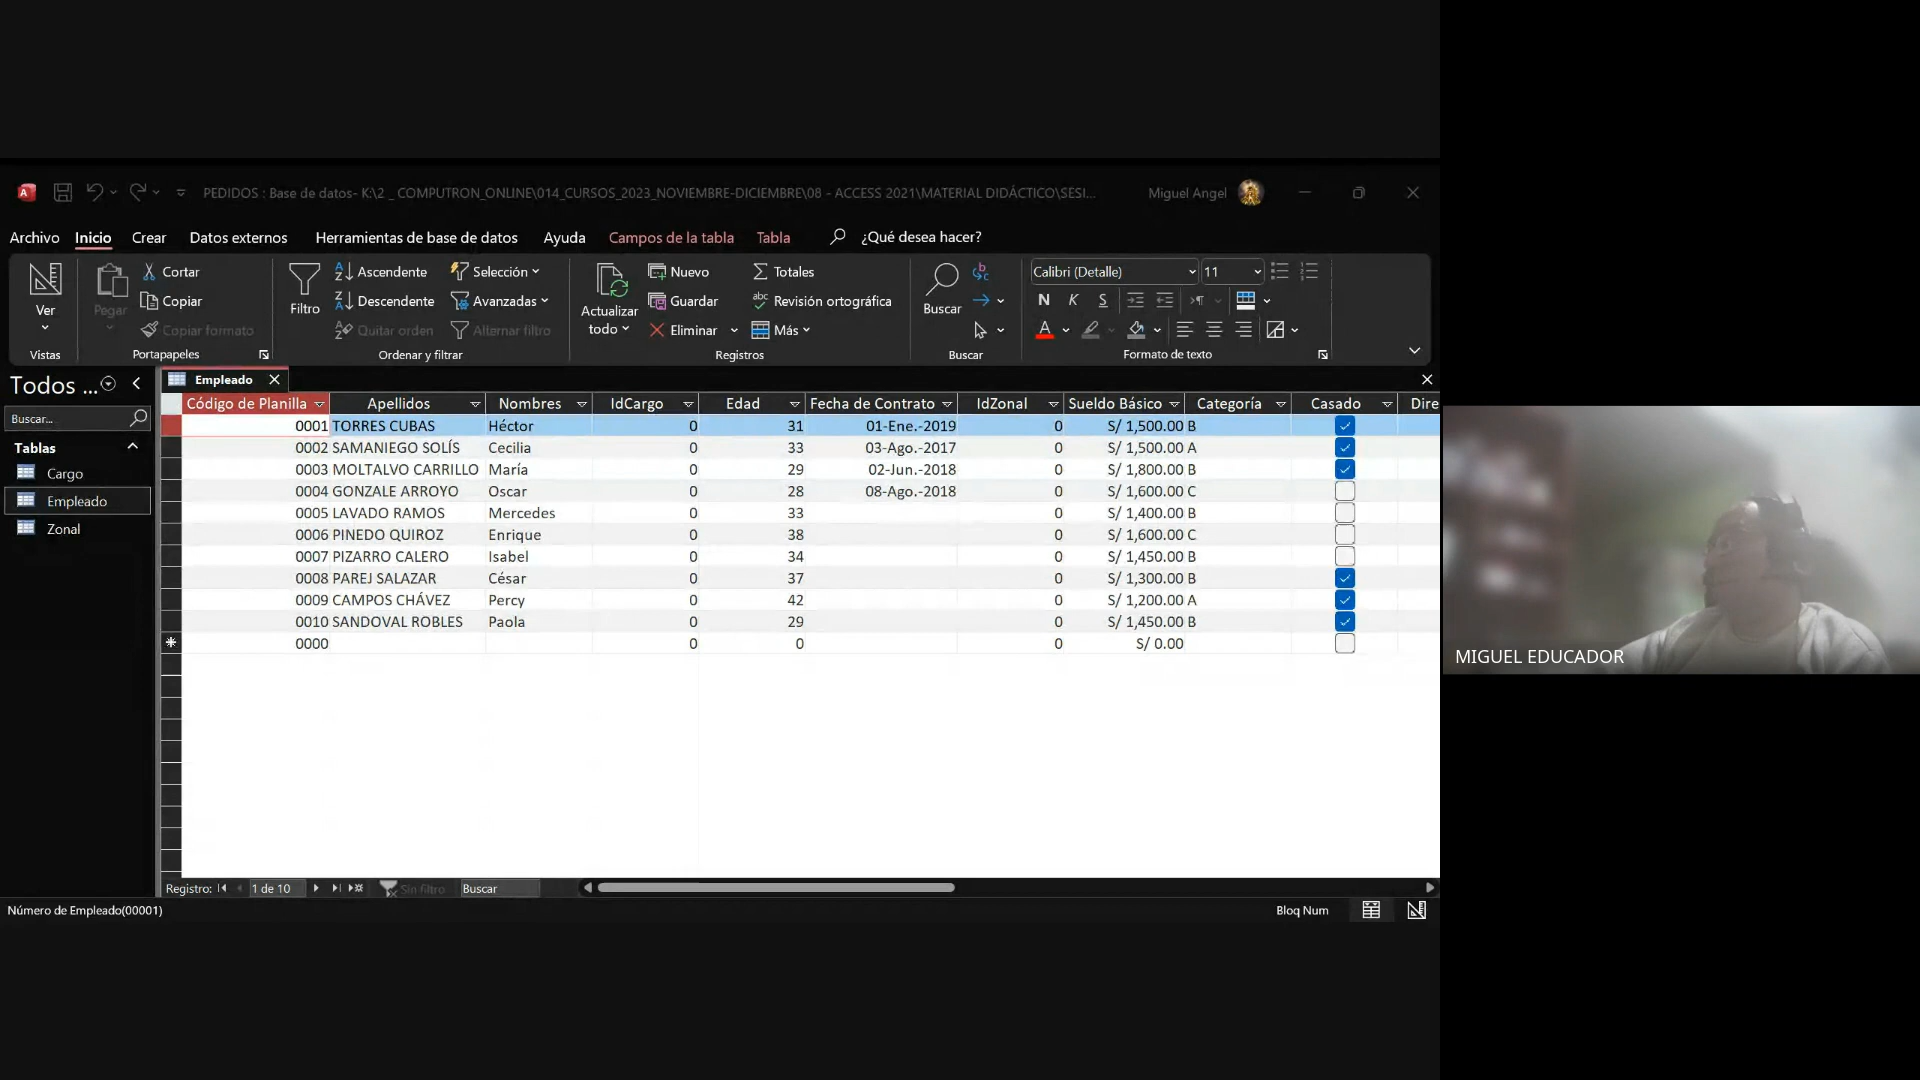 PEDIDOS : Base de datos- K:\2 _ COMPUTRON_ONLINE\014_CURSOS_2023_NOVIEMBRE-DICIEMBRE\08 - ACCESS 2021\MATERIAL DIDÁCTICO\SESI... Miguel Angel
Archivo Inicio Crear Datos externos Herramientas de base de datos Ayuda Campos de la tabla Tabla ¿Qué desea hacer?
Cortar Ascendente Selección Nuevo Totales Calibri (Detalle) 11
Ver Pegar Copiar Filtro Descendente Avanzadas Actualizar todo Guardar Revisión ortográfica Buscar N K S
Copiar formato Quitar orden Alternar filtro Eliminar Más A
Vistas Portapapeles Ordenar y filtrar Registros Buscar Formato de texto
Todos ...
Buscar...
Tablas
Cargo
Empleado
Zonal
Empleado
Código de Planilla Apellidos Nombres IdCargo Edad Fecha de Contrato IdZonal Sueldo Básico Categoría Casado Dire
0001 TORRES CUBAS Héctor 0 31 01-Ene.-2019 0 S/ 1,500.00 B
0002 SAMANIEGO SOLÍS Cecilia 0 33 03-Ago.-2017 0 S/ 1,500.00 A
0003 MOLTALVO CARRILLO María 0 29 02-Jun.-2018 0 S/ 1,800.00 B
0004 GONZALE ARROYO Oscar 0 28 08-Ago.-2018 0 S/ 1,600.00 C
0005 LAVADO RAMOS Mercedes 0 33 0 S/ 1,400.00 B
0006 PINEDO QUIROZ Enrique 0 38 0 S/ 1,600.00 C
0007 PIZARRO CALERO Isabel 0 34 0 S/ 1,450.00 B
0008 PAREJ SALAZAR César 0 37 0 S/ 1,300.00 B
0009 CAMPOS CHÁVEZ Percy 0 42 0 S/ 1,200.00 A
0010 SANDOVAL ROBLES Paola 0 29 0 S/ 1,450.00 B
0000 0 0 0 S/ 0.00
Registro: 1 de 10 Sin filtro Buscar
Número de Empleado(00001) Bloq Num
MIGUEL EDUCADOR